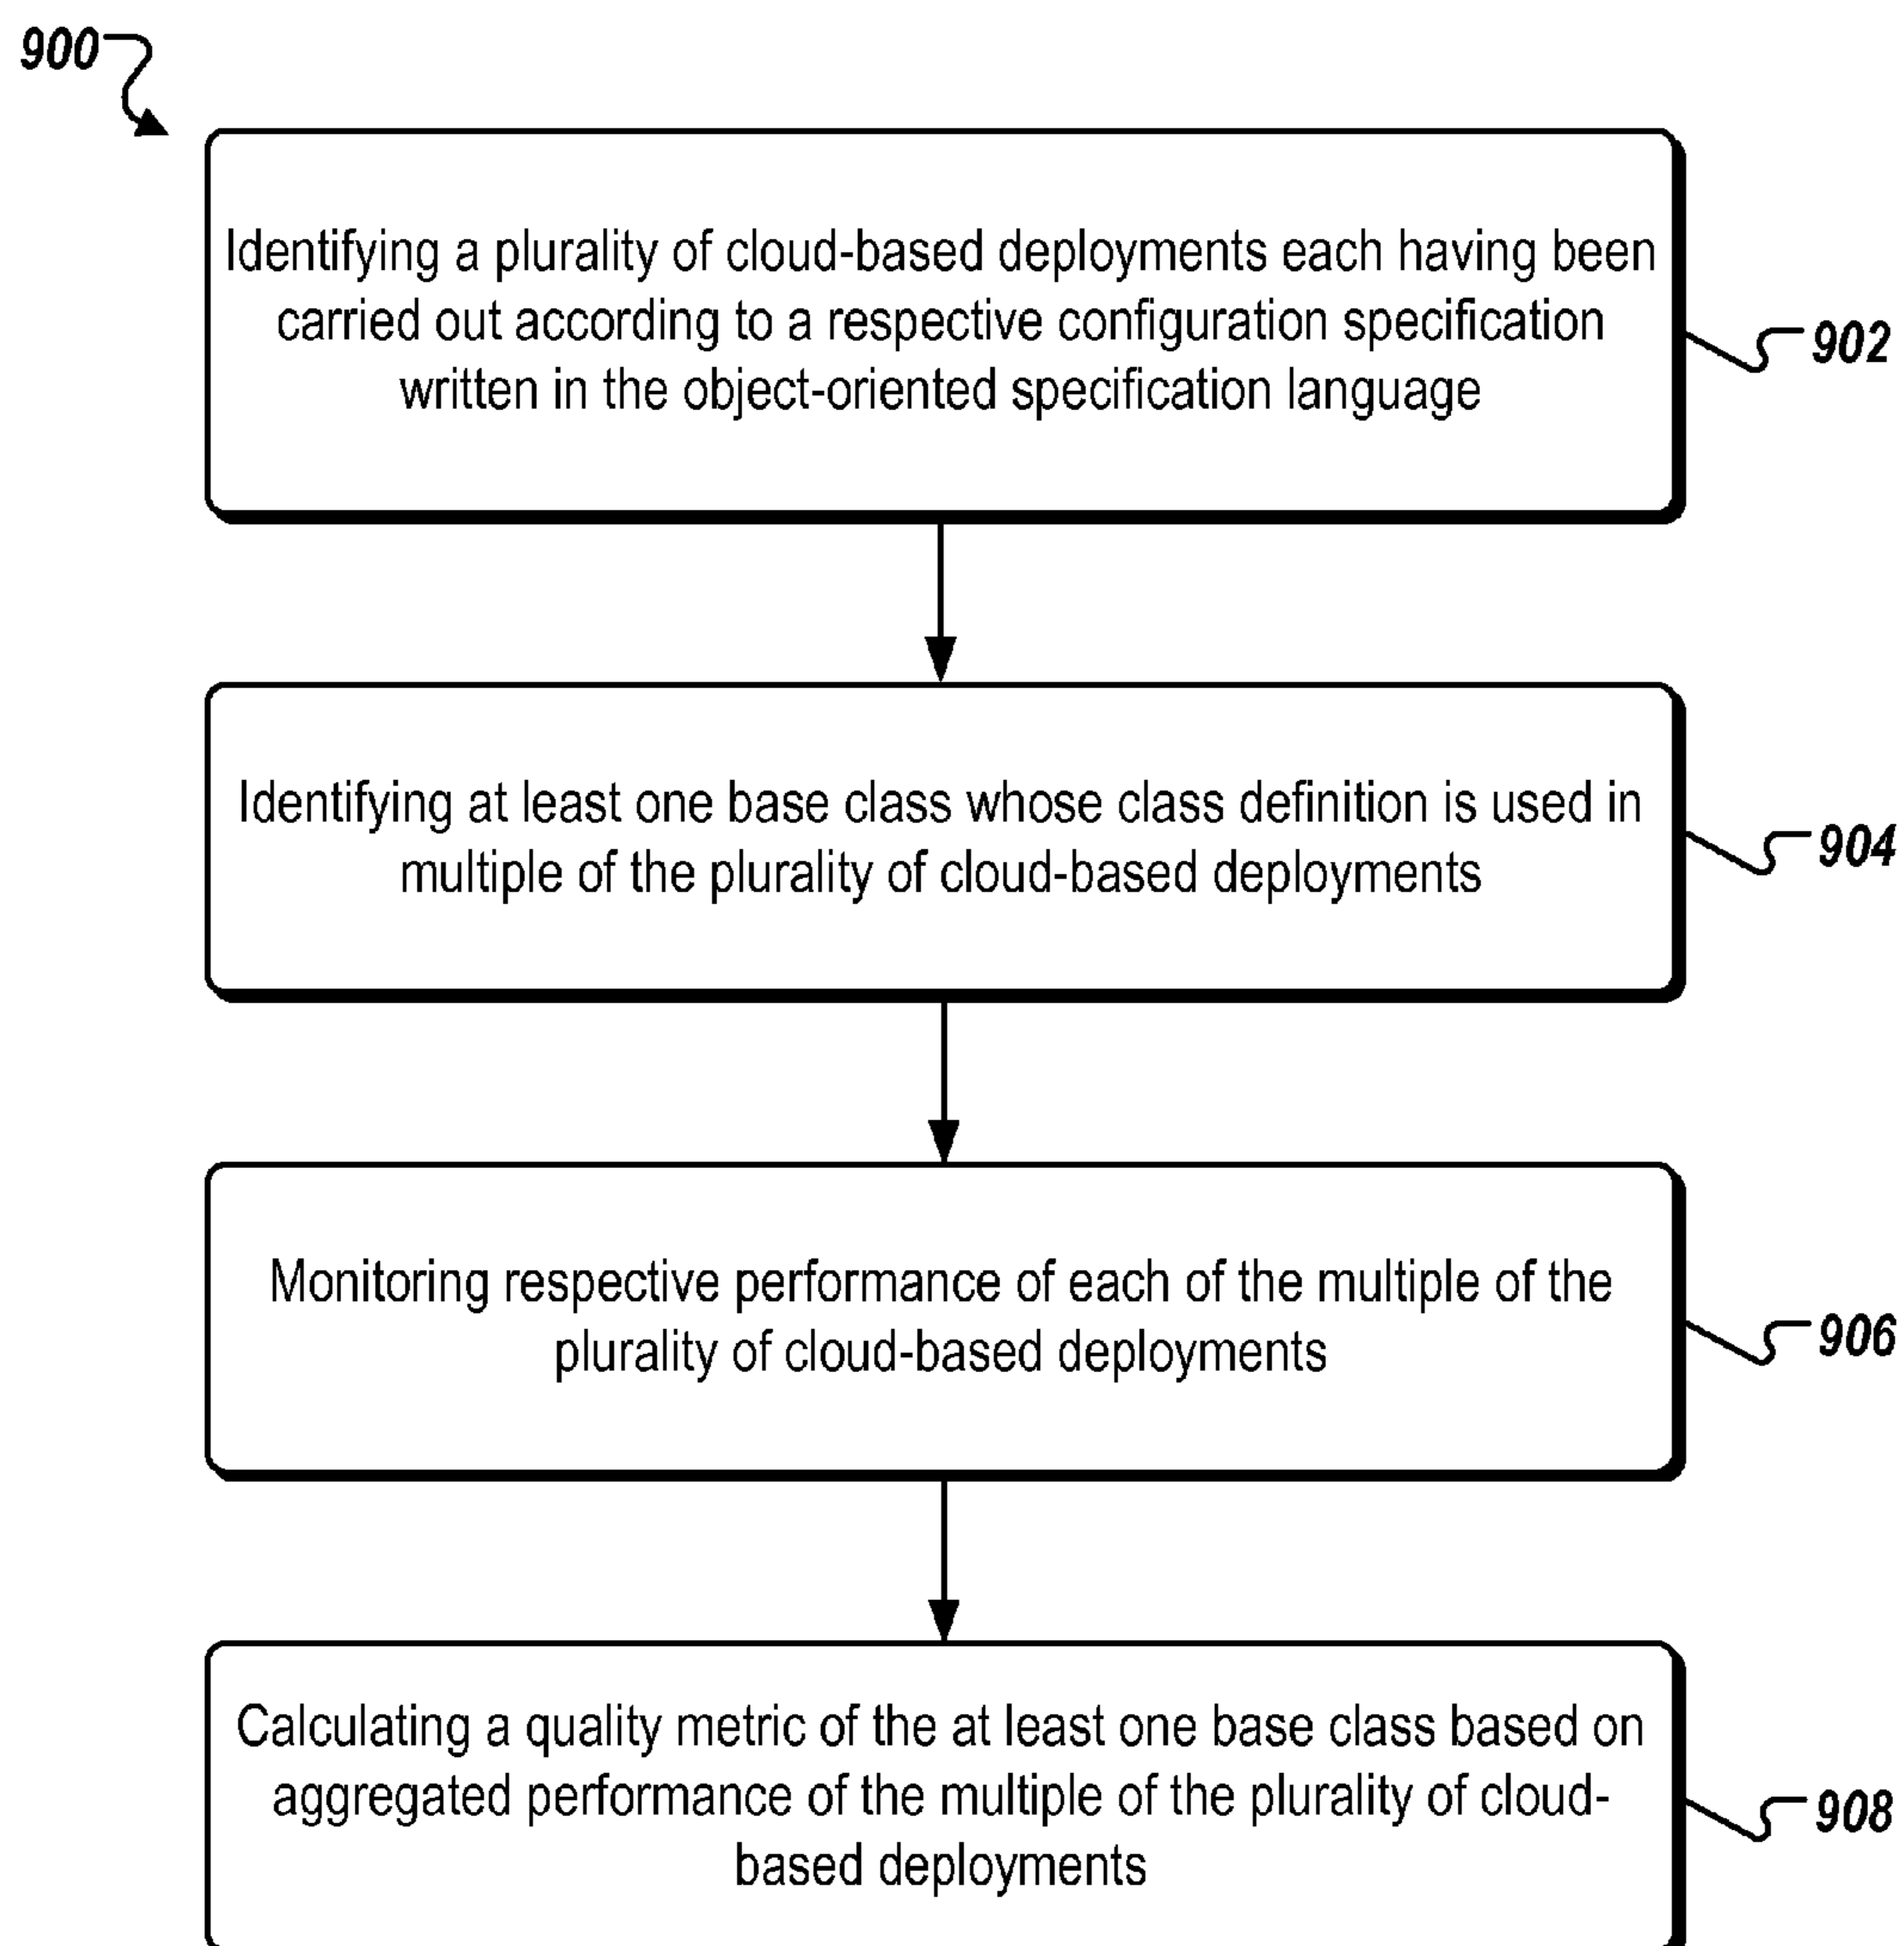 900
Identifying a plurality of cloud-based deployments each having been
carried out according to a respective configuration specification
written in the object-oriented specification language
902
Identifying at least one base class whose class definition is used in
multiple of the plurality of cloud-based deployments
904
Monitoring respective performance of each of the multiple of the
plurality of cloud-based deployments
906
Calculating a quality metric of the at least one base class based on
aggregated performance of the multiple of the plurality of cloud-
based deployments
908